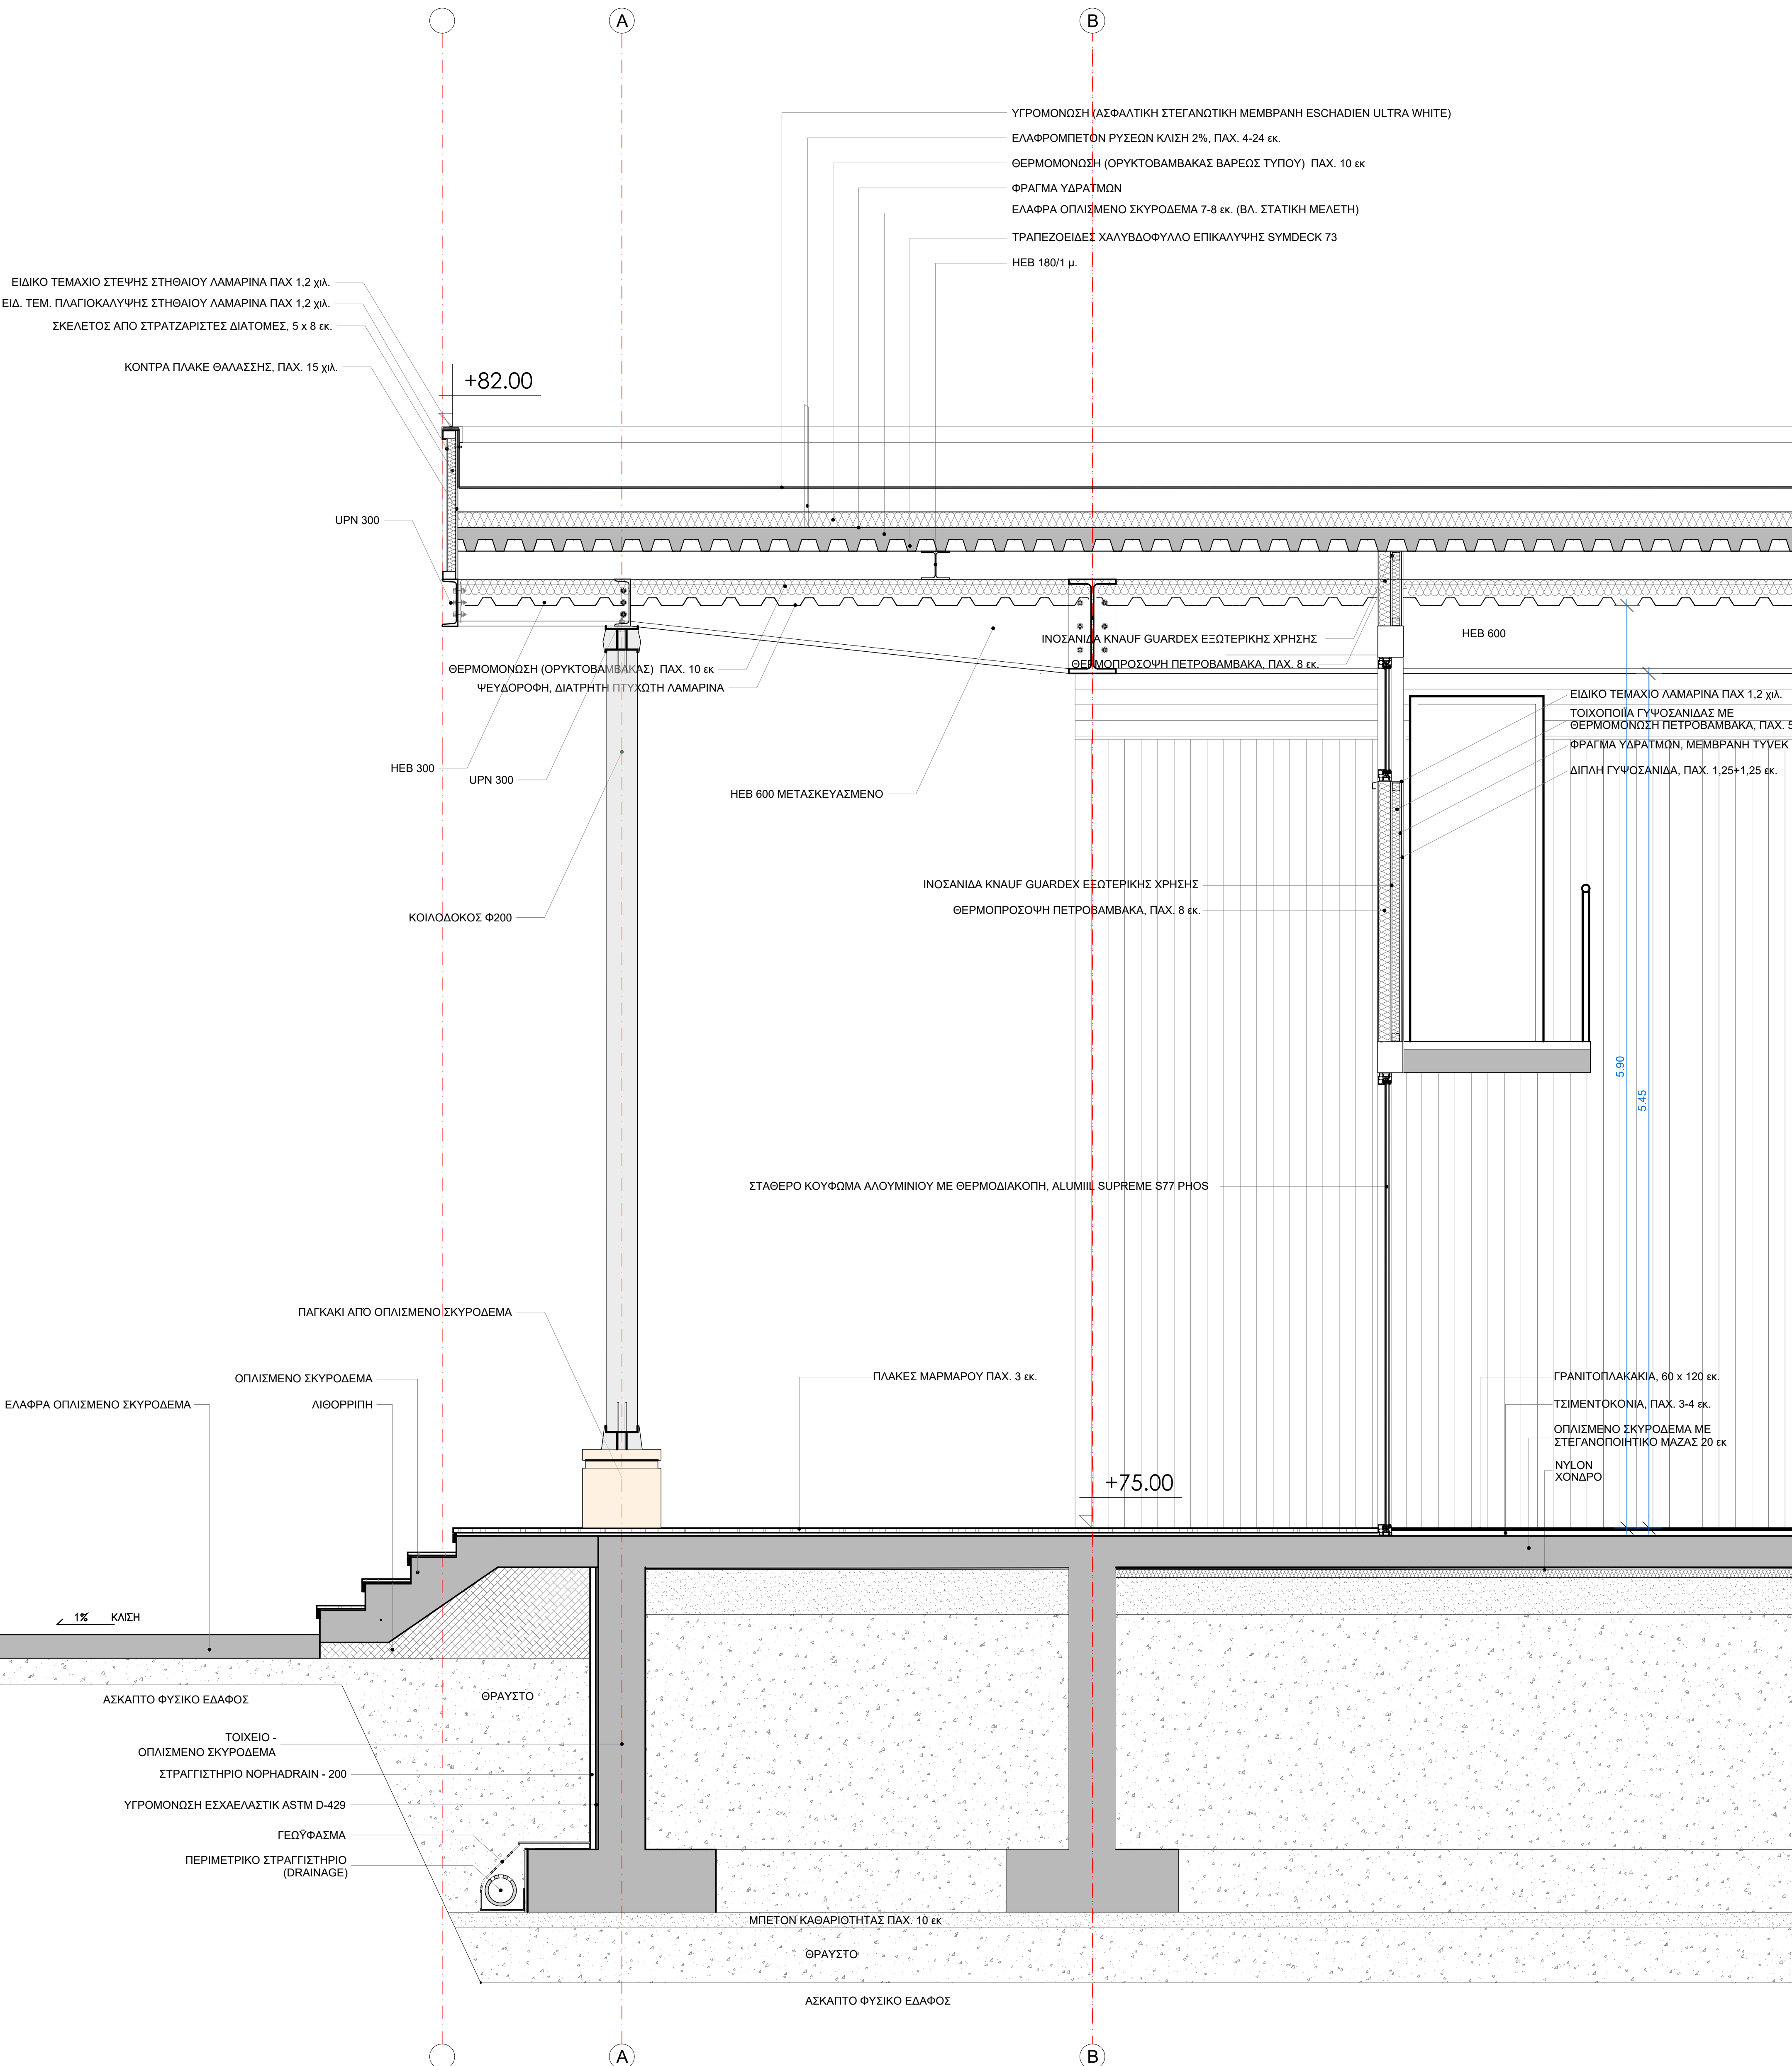 A
B
ΥΓΡΟΜΟΝΩΣΗ (ΑΣΦΑΛΤΙΚΗ ΣΤΕΓΑΝΩΤΙΚΗ ΜΕΜΒΡΑΝΗ ESCHADIEN ULTRA WHITE)
ΕΛΑΦΡΟΜΠΕΤΟΝ ΡΥΣΕΩΝ ΚΛΙΣΗ 2%, ΠΑΧ. 4-24 εκ.
ΘΕΡΜΟΜΟΝΩΣΗ (ΟΡΥΚΤΟΒΑΜΒΑΚΑΣ ΒΑΡΕΩΣ ΤΥΠΟΥ) ΠΑΧ. 10 εκ
ΦΡΑΓΜΑ ΥΔΡΑΤΜΩΝ
ΕΛΑΦΡΑ ΟΠΛΙΣΜΕΝΟ ΣΚΥΡΟΔΕΜΑ 7-8 εκ. (ΒΛ. ΣΤΑΤΙΚΗ ΜΕΛΕΤΗ)
ΤΡΑΠΕΖΟΕΙΔΕΣ ΧΑΛΥΒΔΟΦΥΛΛΟ ΕΠΙΚΑΛΥΨΗΣ SYMDECK 73
HEB 180/1 μ.
ΕΙΔΙΚΟ ΤΕΜΑΧΙΟ ΣΤΕΨΗΣ ΣΤΗΘΑΙΟΥ ΛΑΜΑΡΙΝΑ ΠΑΧ 1,2 χιλ.
ΕΙΔ. ΤΕΜ. ΠΛΑΓΙΟΚΑΛΥΨΗΣ ΣΤΗΘΑΙΟΥ ΛΑΜΑΡΙΝΑ ΠΑΧ 1,2 χιλ.
ΣΚΕΛΕΤΟΣ ΑΠΟ ΣΤΡΑΤΖΑΡΙΣΤΕΣ ΔΙΑΤΟΜΕΣ, 5 x 8 εκ.
ΚΟΝΤΡΑ ΠΛΑΚΕ ΘΑΛΑΣΣΗΣ, ΠΑΧ. 15 χιλ.
+82.00
UPN 300
ΙΝΟΣΑΝΙΔΑ KNAUF GUARDEX ΕΞΩΤΕΡΙΚΗΣ ΧΡΗΣΗΣ
HEB 600
ΘΕΡΜΟΠΡΟΣΟΨΗ ΠΕΤΡΟΒΑΜΒΑΚΑ, ΠΑΧ. 8 εκ.
ΘΕΡΜΟΜΟΝΩΣΗ (ΟΡΥΚΤΟΒΑΜΒΑΚΑΣ) ΠΑΧ. 10 εκ
ΨΕΥΔΟΡΟΦΗ, ΔΙΑΤΡΗΤΗ ΠΤΥΧΩΤΗ ΛΑΜΑΡΙΝΑ
ΕΙΔΙΚΟ ΤΕΜΑΧΙΟ ΛΑΜΑΡΙΝΑ ΠΑΧ 1,2 χιλ.
ΤΟΙΧΟΠΟΙΪΑ ΓΥΨΟΣΑΝΙΔΑΣ ΜΕ
ΘΕΡΜΟΜΟΝΩΣΗ ΠΕΤΡΟΒΑΜΒΑΚΑ, ΠΑΧ. 5
ΦΡΑΓΜΑ ΥΔΡΑΤΜΩΝ, ΜΕΜΒΡΑΝΗ TYVEK
ΔΙΠΛΗ ΓΥΨΟΣΑΝΙΔΑ, ΠΑΧ. 1,25+1,25 εκ.
HEB 300
UPN 300
HEB 600 ΜΕΤΑΣΚΕΥΑΣΜΕΝΟ
ΙΝΟΣΑΝΙΔΑ KNAUF GUARDEX ΕΞΩΤΕΡΙΚΗΣ ΧΡΗΣΗΣ
ΘΕΡΜΟΠΡΟΣΟΨΗ ΠΕΤΡΟΒΑΜΒΑΚΑ, ΠΑΧ. 8 εκ.
ΚΟΙΛΟΔΟΚΟΣ Φ200
5.90
5.45
ΣΤΑΘΕΡΟ ΚΟΥΦΩΜΑ ΑΛΟΥΜΙΝΙΟΥ ΜΕ ΘΕΡΜΟΔΙΑΚΟΠΗ, ALUMIIL SUPREME S77 PHOS
ΠΑΓΚΑΚΙ ΑΠΌ ΟΠΛΙΣΜΕΝΟ ΣΚΥΡΟΔΕΜΑ
ΟΠΛΙΣΜΕΝΟ ΣΚΥΡΟΔΕΜΑ
ΕΛΑΦΡΑ ΟΠΛΙΣΜΕΝΟ ΣΚΥΡΟΔΕΜΑ
ΛΙΘΟΡΡΙΠΗ
ΠΛΑΚΕΣ ΜΑΡΜΑΡΟΥ ΠΑΧ. 3 εκ.
ΓΡΑΝΙΤΟΠΛΑΚΑΚΙΑ, 60 x 120 εκ.
ΤΣΙΜΕΝΤΟΚΟΝΙΑ, ΠΑΧ. 3-4 εκ.
ΟΠΛΙΣΜΕΝΟ ΣΚΥΡΟΔΕΜΑ ΜΕ
ΣΤΕΓΑΝΟΠΟΙΗΤΙΚΟ ΜΑΖΑΣ 20 εκ
NYLON
ΧΟΝΔΡΟ
+75.00
1% ΚΛΙΣΗ
ΑΣΚΑΠΤΟ ΦΥΣΙΚΟ ΕΔΑΦΟΣ
ΘΡΑΥΣΤΟ
ΤΟΙΧΕΙΟ -
ΟΠΛΙΣΜΕΝΟ ΣΚΥΡΟΔΕΜΑ
ΣΤΡΑΓΓΙΣΤΗΡΙΟ NOPHADRAIN - 200
ΥΓΡΟΜΟΝΩΣΗ ΕΣΧΑΕΛΑΣΤΙΚ ASTM D-429
ΓΕΩΫΦΑΣΜΑ
ΠΕΡΙΜΕΤΡΙΚΟ ΣΤΡΑΓΓΙΣΤΗΡΙΟ
(DRAINAGE)
ΜΠΕΤΟΝ ΚΑΘΑΡΙΟΤΗΤΑΣ ΠΑΧ. 10 εκ
ΘΡΑΥΣΤΟ
ΑΣΚΑΠΤΟ ΦΥΣΙΚΟ ΕΔΑΦΟΣ
A
B